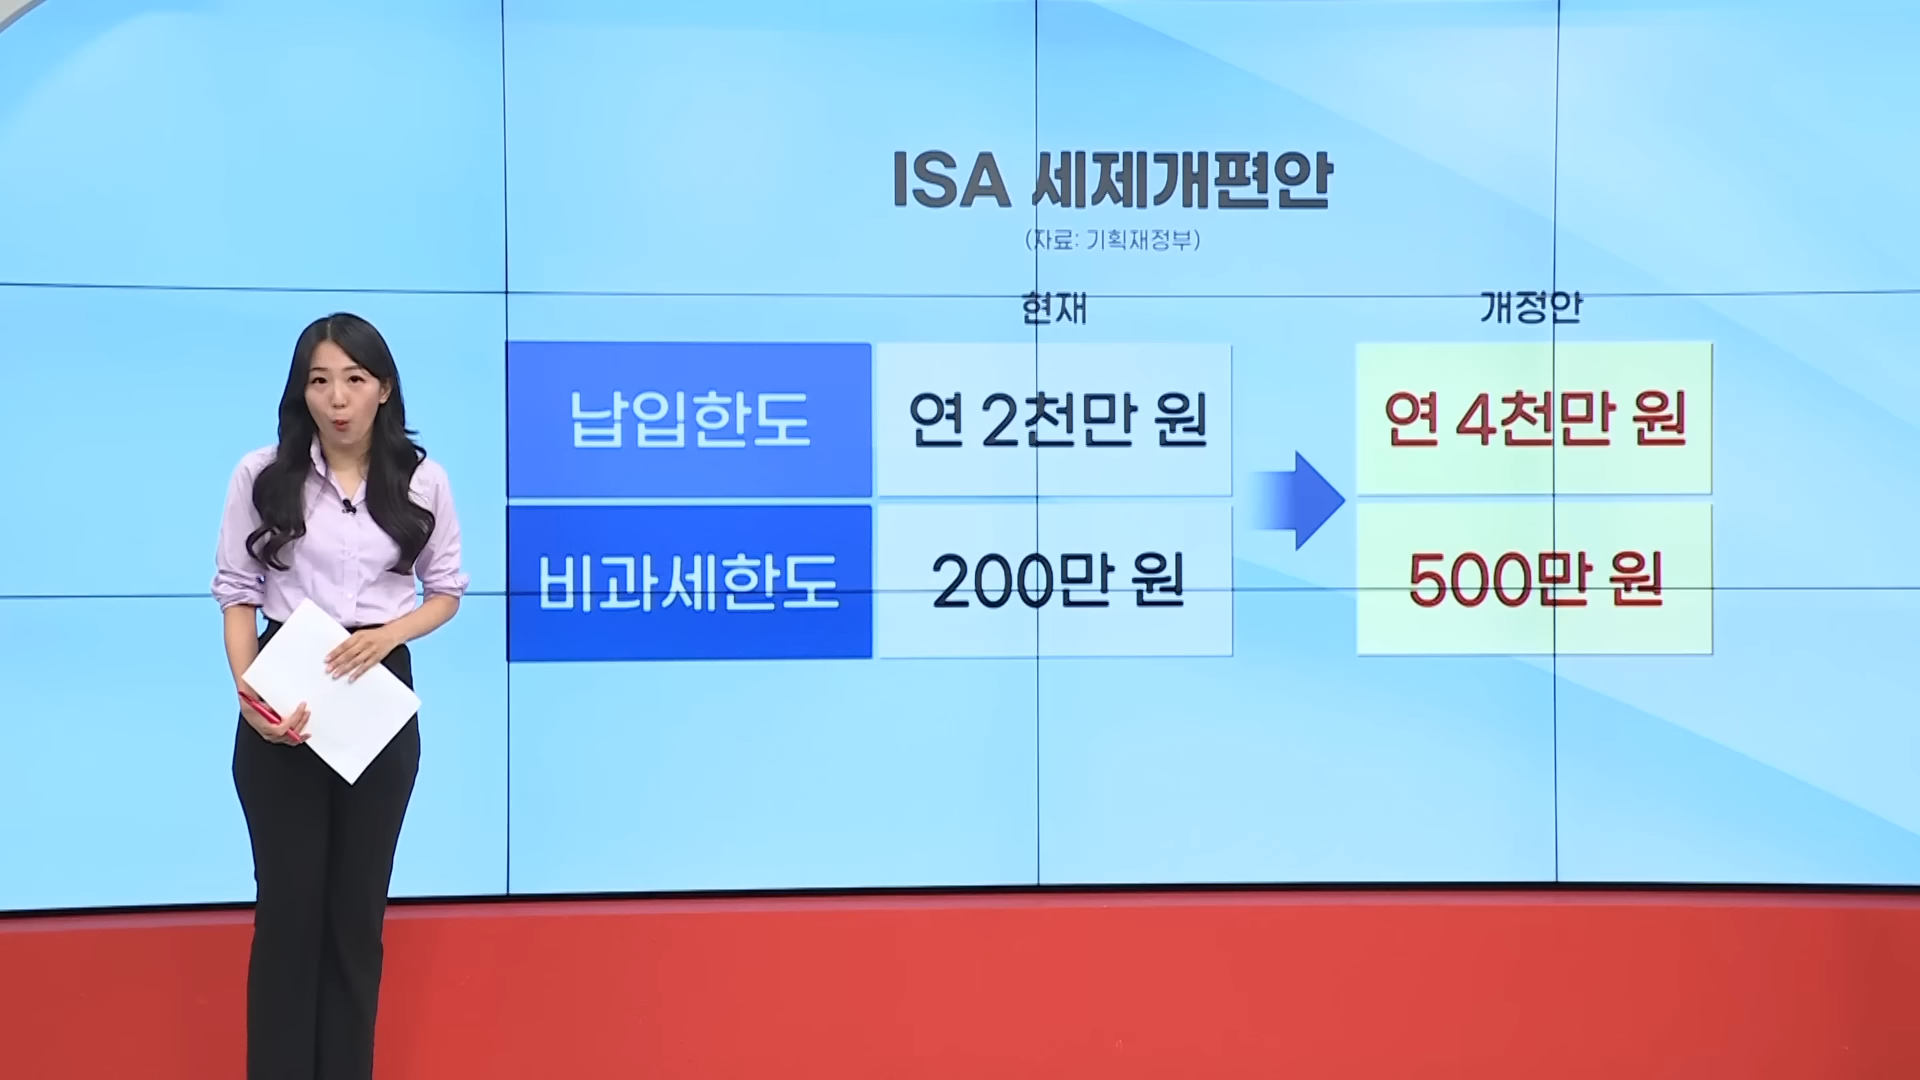 ISA 세제개편안
(자료: 기획재정부)
현재 개정안
납입한도 연 2천만 원 연 4천만 원
비과세한도 200만 원 500만 원